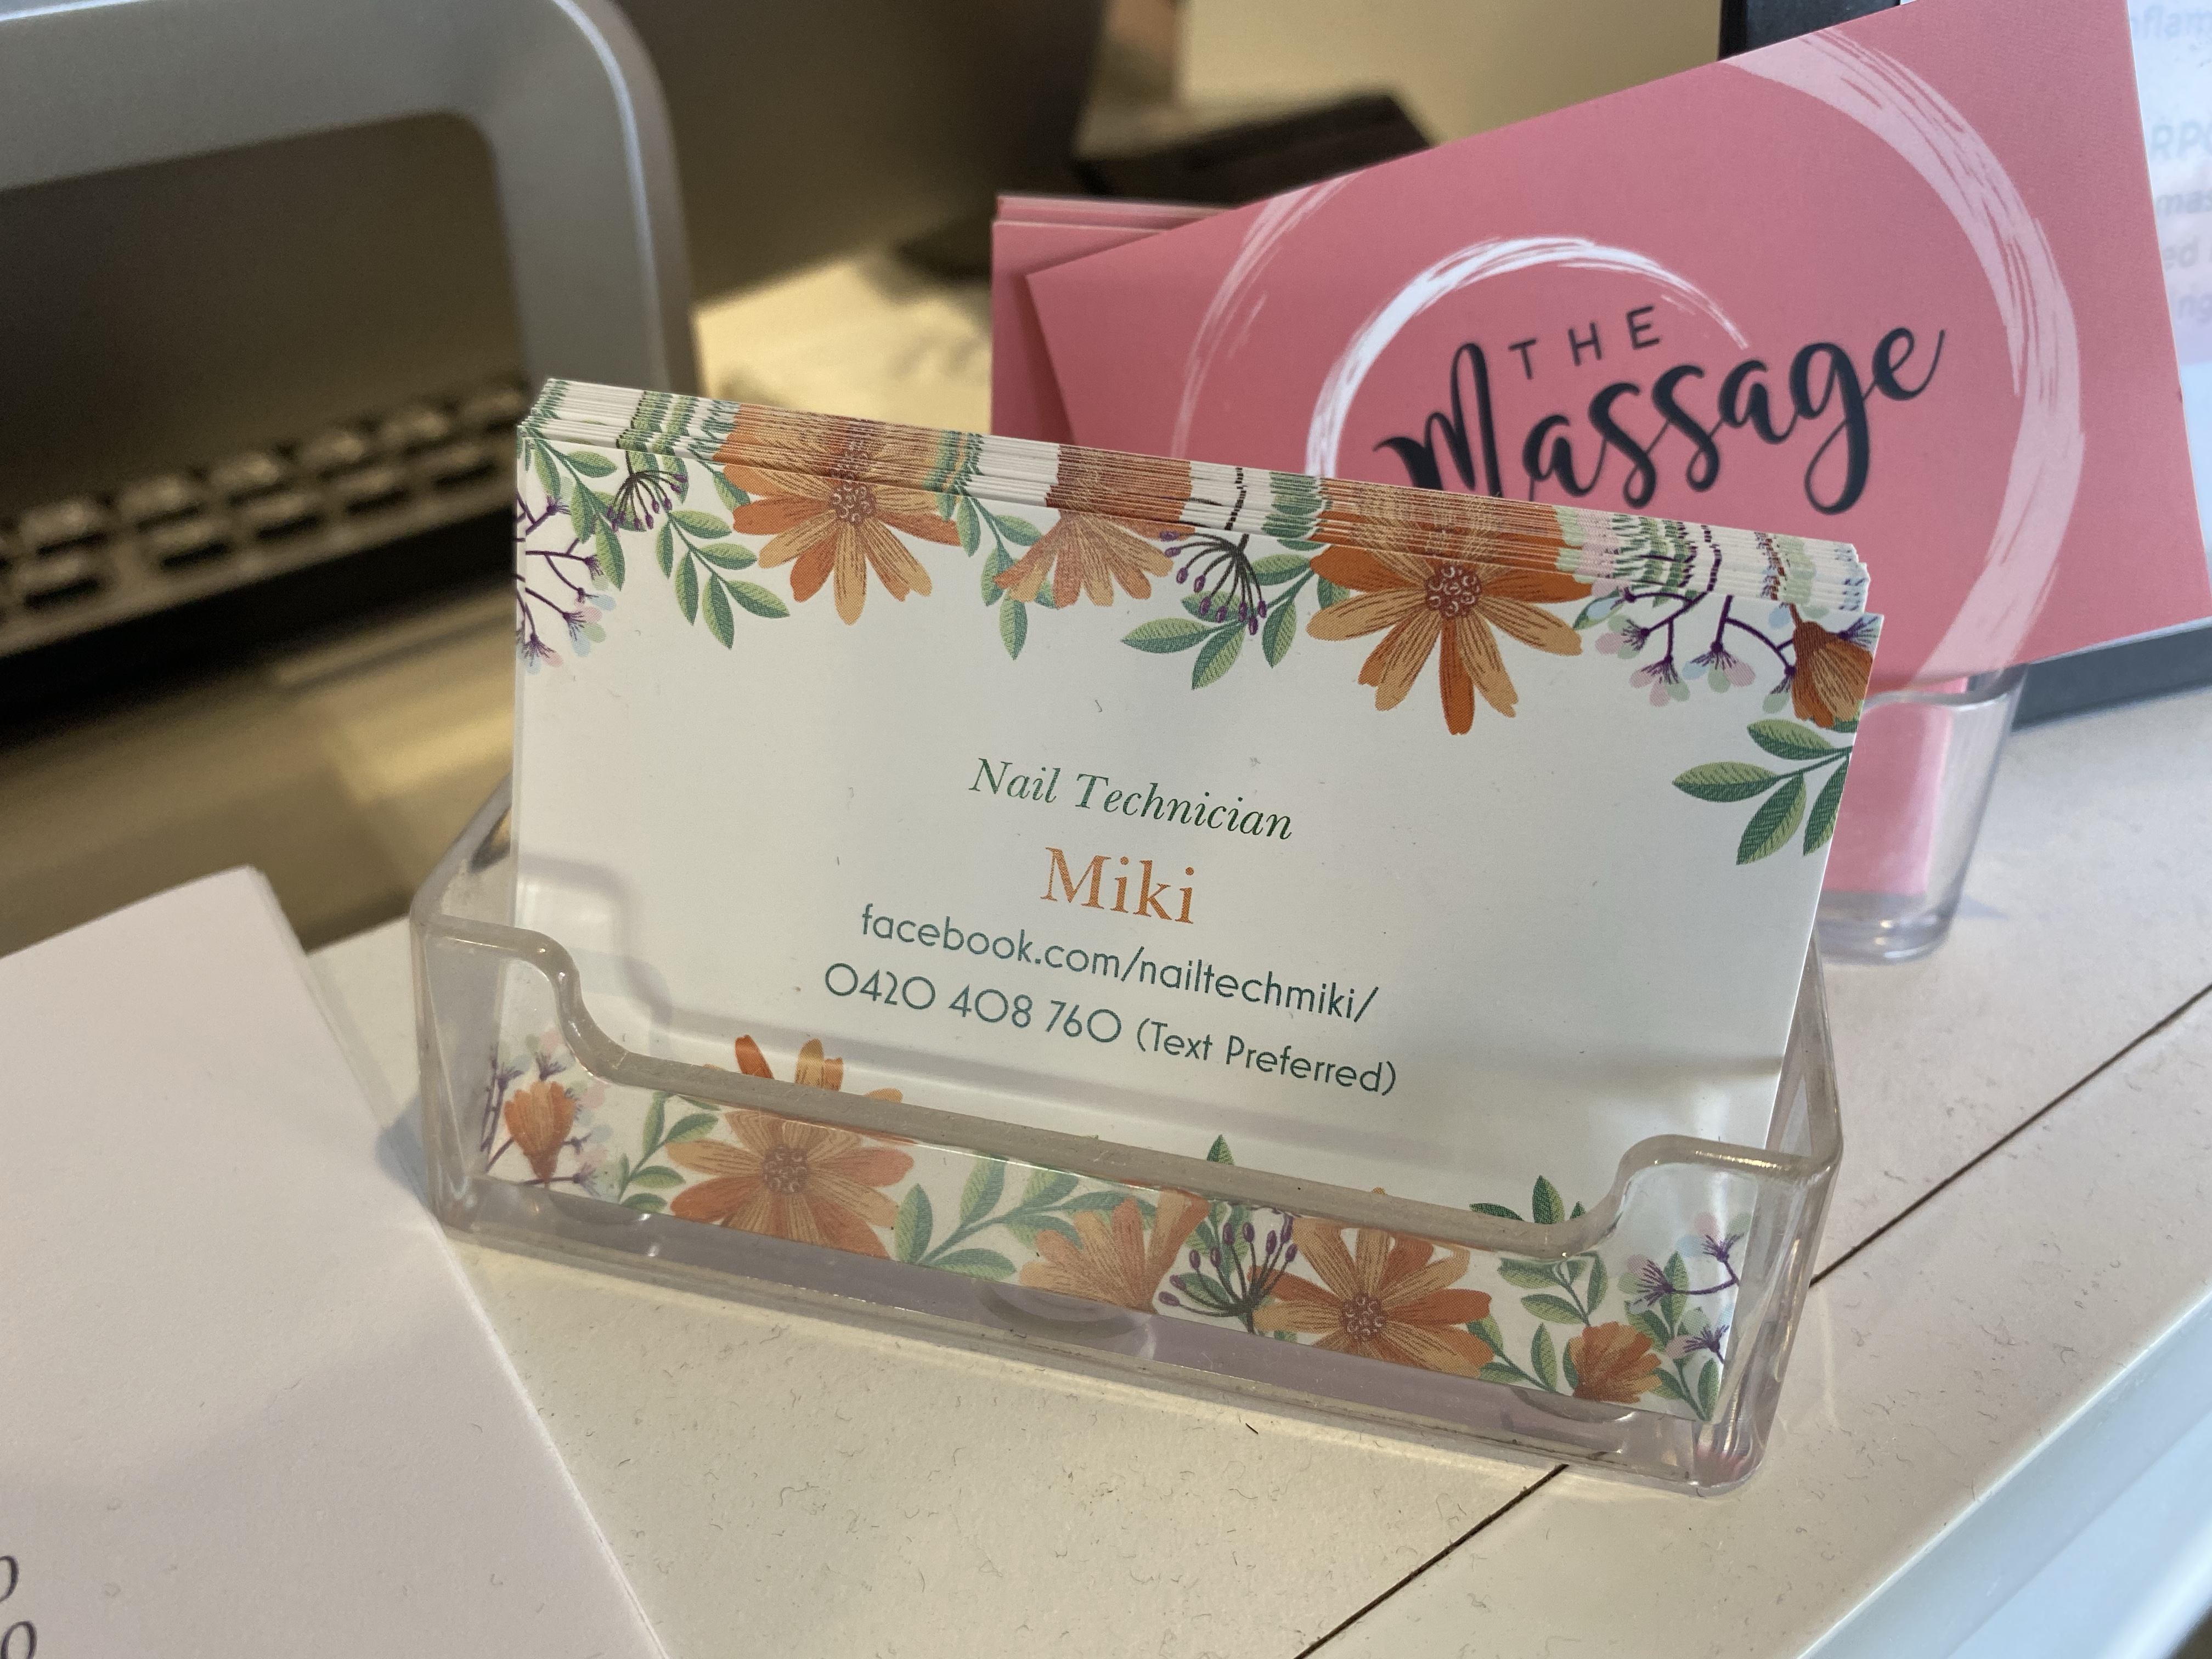 THE
Massage
Nail Technician
Miki
facebook.com/nailtechmiki/
0420 408 760 (Text Preferred)